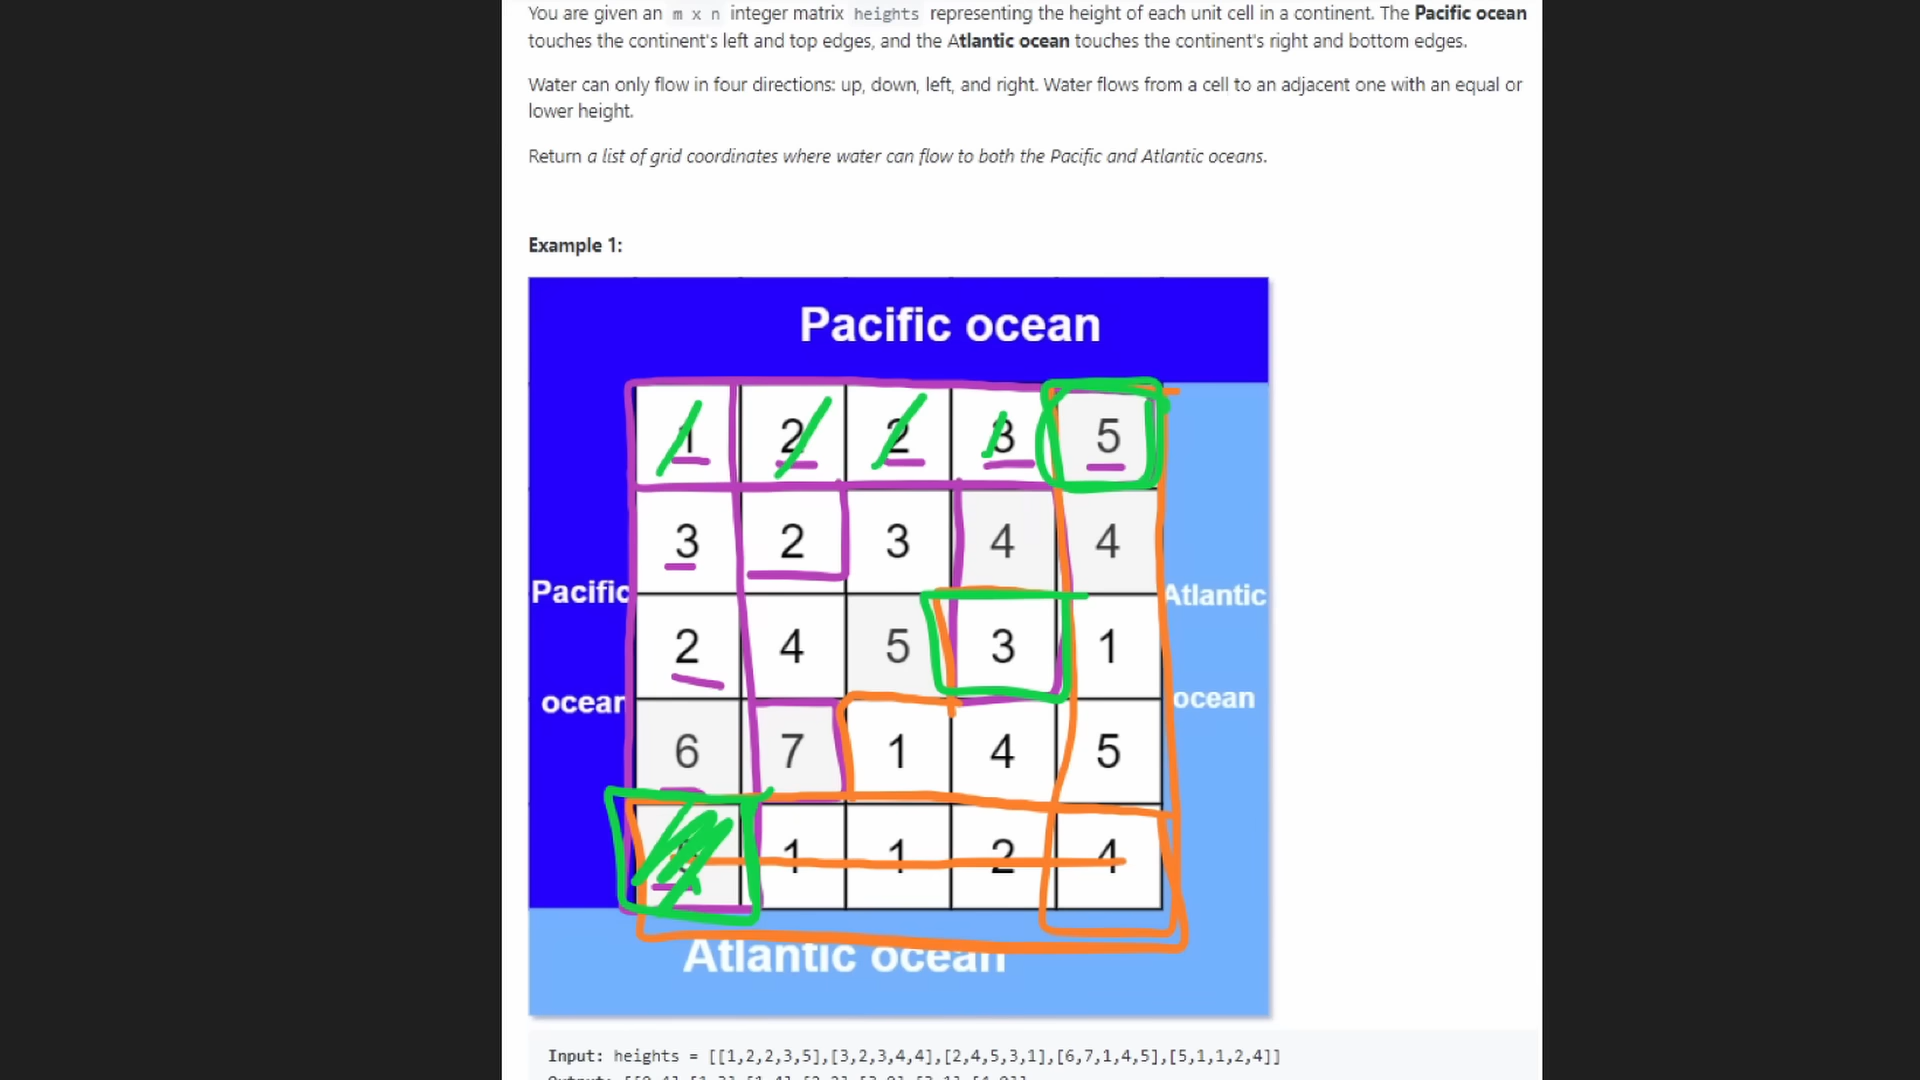 You are given an m x n integer matrix heights representing the height of each unit cell in a continent. The Pacific ocean
touches the continent's left and top edges, and the Atlantic ocean touches the continent's right and bottom edges.
Water can only flow in four directions: up, down, left, and right. Water flows from a cell to an adjacent one with an equal or
lower height.
Return a list of grid coordinates where water can flow to both the Pacific and Atlantic oceans.
Example 1:
Pacific ocean
1 2 2 3 5
3 2 3 4 4
Pacific
Atlantic
2 4 5 3 1
ocean
ocean
6 7 1 4 5
1 1 2 4
Atlantic ocean
Input: heights = [[1,2,2,3,5],[3,2,3,4,4],[2,4,5,3,1],[6,7,1,4,5],[5,1,1,2,4]]